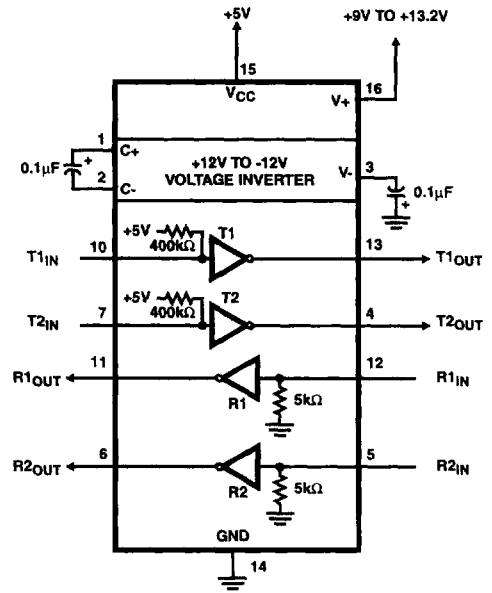 +5V
+9V TO +13.2V
15
VCC
16
V+
1
C+
0.1μF
+
2
C-
+12V TO -12V
VOLTAGE INVERTER
V-
3
0.1μF
+
+5V
400kΩ
T1
T1IN
10
13
T1OUT
+5V
400kΩ
T2
T2IN
7
4
T2OUT
R1OUT
11
R1
5kΩ
12
R1IN
R2OUT
6
R2
5kΩ
5
R2IN
GND
14